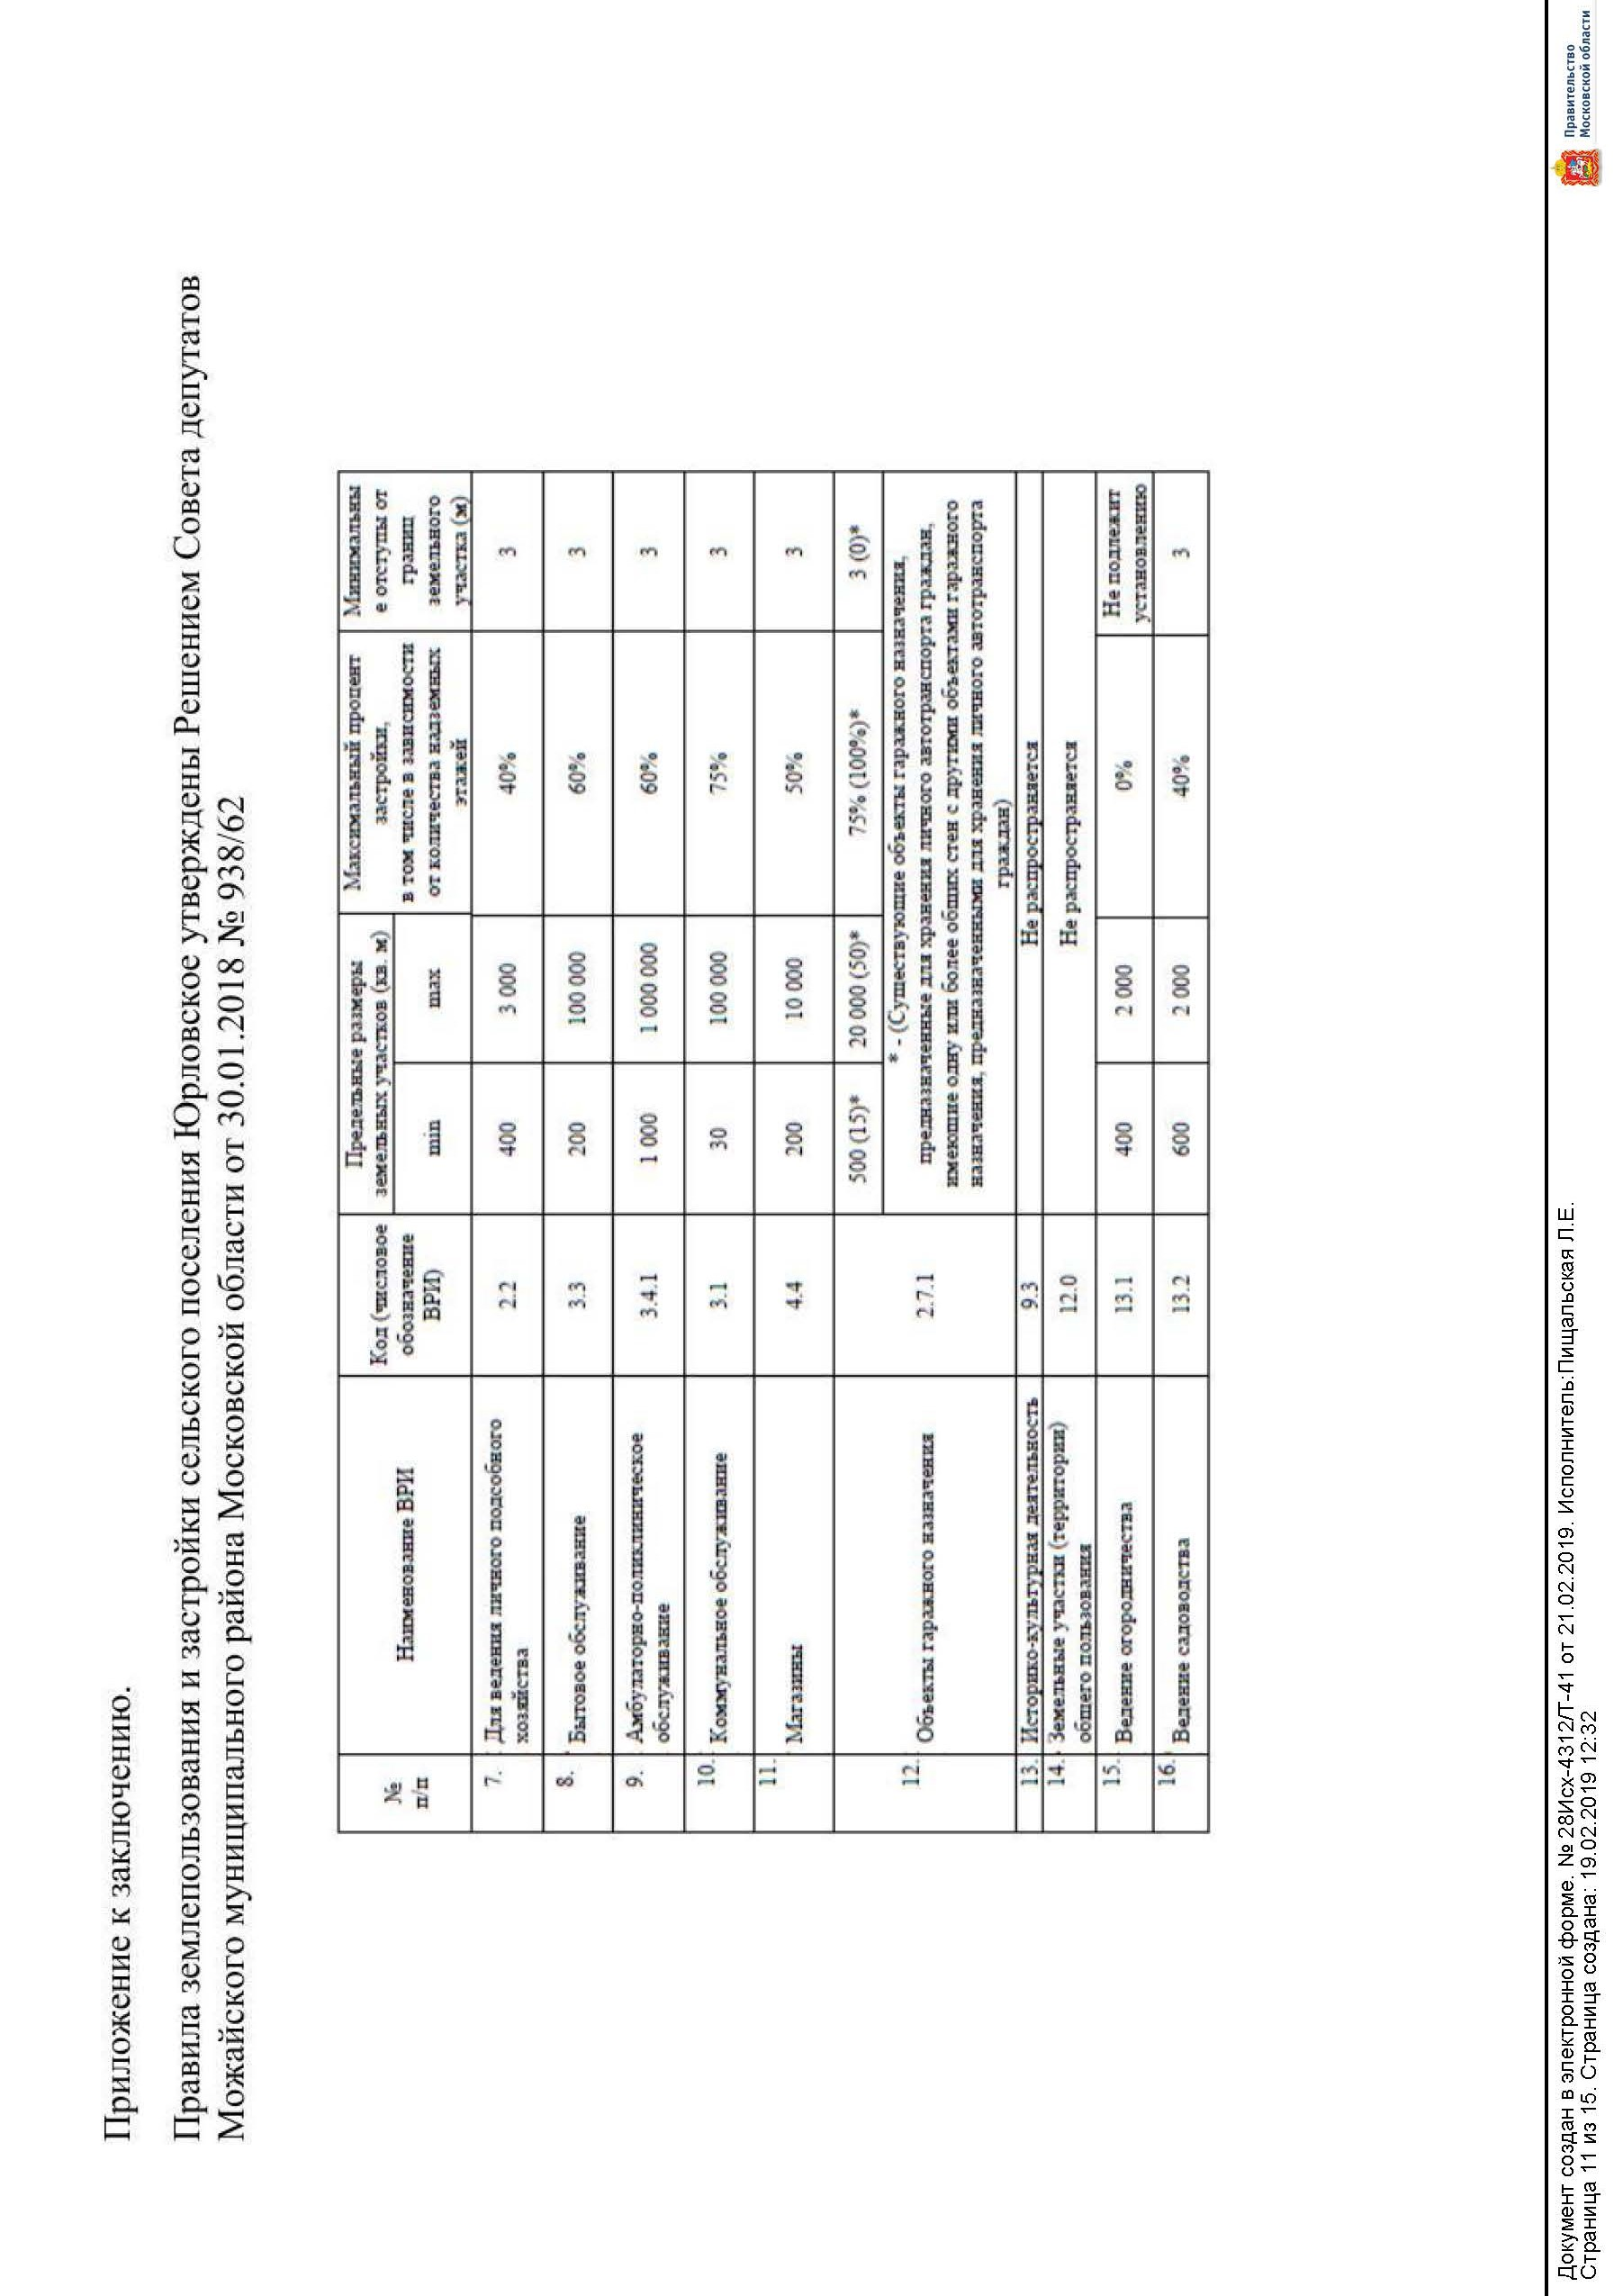 Приложение к заключению.
Правила землепользования и застройки сельского поселения Юрловское утверждены Решением Совета депутатов
Можайского муниципального района Московской области от 30.01.2018 № 938/62
№ п/п
Наименование ВРИ
Код (числовое
обозначение
ВРИ)
Предельные размеры
земельных участков (кв. м)
min
max
Максимальный процент
застройки,
в том числе в зависимости
от количества надземных
этажей
Минимальны
е отступы от
границ
земельного
участка (м)
7. Для ведения личного подсобного
хозяйства
2.2 400 3 000 40% 3
8. Бытовое обслуживание 3.3 200 100 000 60% 3
9. Амбулаторно-поликлиническое
обслуживание
3.4.1 1 000 1 000 000 60% 3
10. Коммунальное обслуживание 3.1 30 100 000 75% 3
11. Магазины 4.4 200 10 000 50% 3
12. Объекты гаражного назначения 2.7.1 500 (15)* 20 000 (50)* 75% (100%)* 3 (0)*
* - (Существующие объекты гаражного назначения,
предназначенные для хранения личного автотранспорта граждан,
имеющие одну или более общих стен с другими объектами гаражного
назначения, предназначенными для хранения личного автотранспорта
граждан)
13. Историко-культурная деятельность 9.3 Не распространяется
14. Земельные участки (территории)
общего пользования
12.0 Не распространяется
15. Ведение огородничества 13.1 400 2 000 0% Не подлежит
установлению
16. Ведение садоводства 13.2 600 2 000 40% 3
Документ создан в электронной форме. № 28Исх-4312/Т-41 от 21.02.2019. Исполнитель:Пищальская Л.Е.
Страница 11 из 15. Страница создана: 19.02.2019 12:32
Правительство
Московской области